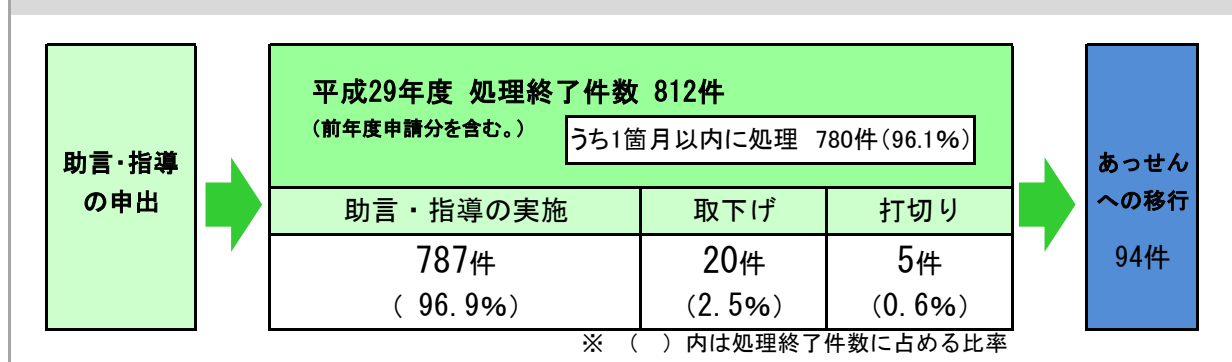 助言・指導
の申出
平成29年度 処理終了件数 812件
（前年度申請分を含む。）
うち1箇月以内に処理 780件(96.1%)
助言・指導の実施
取下げ
打切り
787件
20件
5件
( 96.9%)
(2.5%)
(0.6%)
あっせん
への移行
94件
※ （ ）内は処理終了件数に占める比率